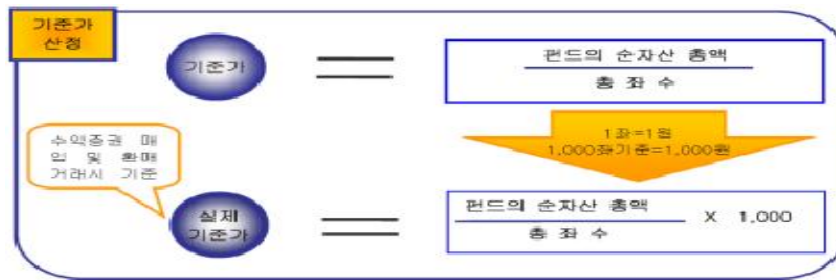 기준가
산정
기준가
=
펀드의 순자산 총액
총 좌 수
1좌=1원
1,000좌기준=1,000원
수익증권 매
입 및 환매
거래시 기준
실제
기준가
=
펀드의 순자산 총액
총 좌 수
X 1,000